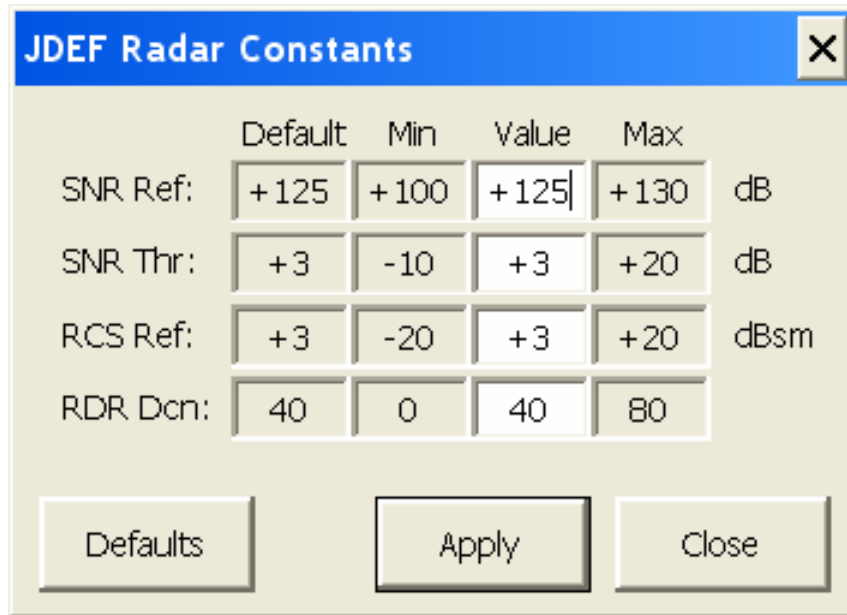 JDEF Radar Constants
Default Min Value Max
SNR Ref: +125 +100 +125 +130 dB
SNR Thr: +3 -10 +3 +20 dB
RCS Ref: +3 -20 +3 +20 dBsm
RDR Dcn: 40 0 40 80
Defaults Apply Close